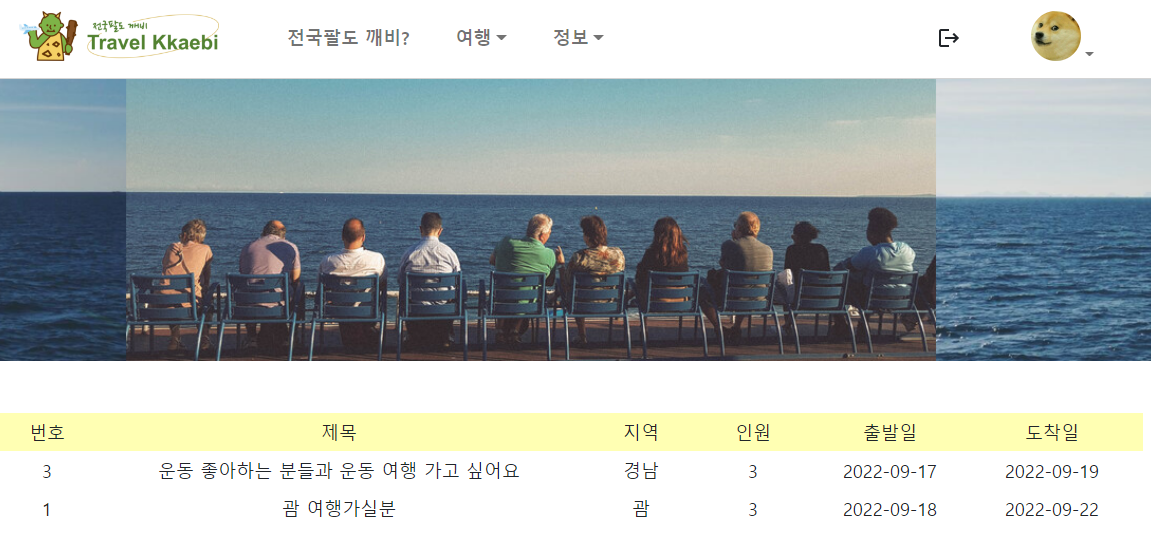 전국팔도 깨비
Travel Kkaebi
전국팔도 깨비? 여행 정보
번호 제목 지역 인원 출발일 도착일
3 운동 좋아하는 분들과 운동 여행 가고 싶어요 경남 3 2022-09-17 2022-09-19
1 괌 여행가실분 괌 3 2022-09-18 2022-09-22